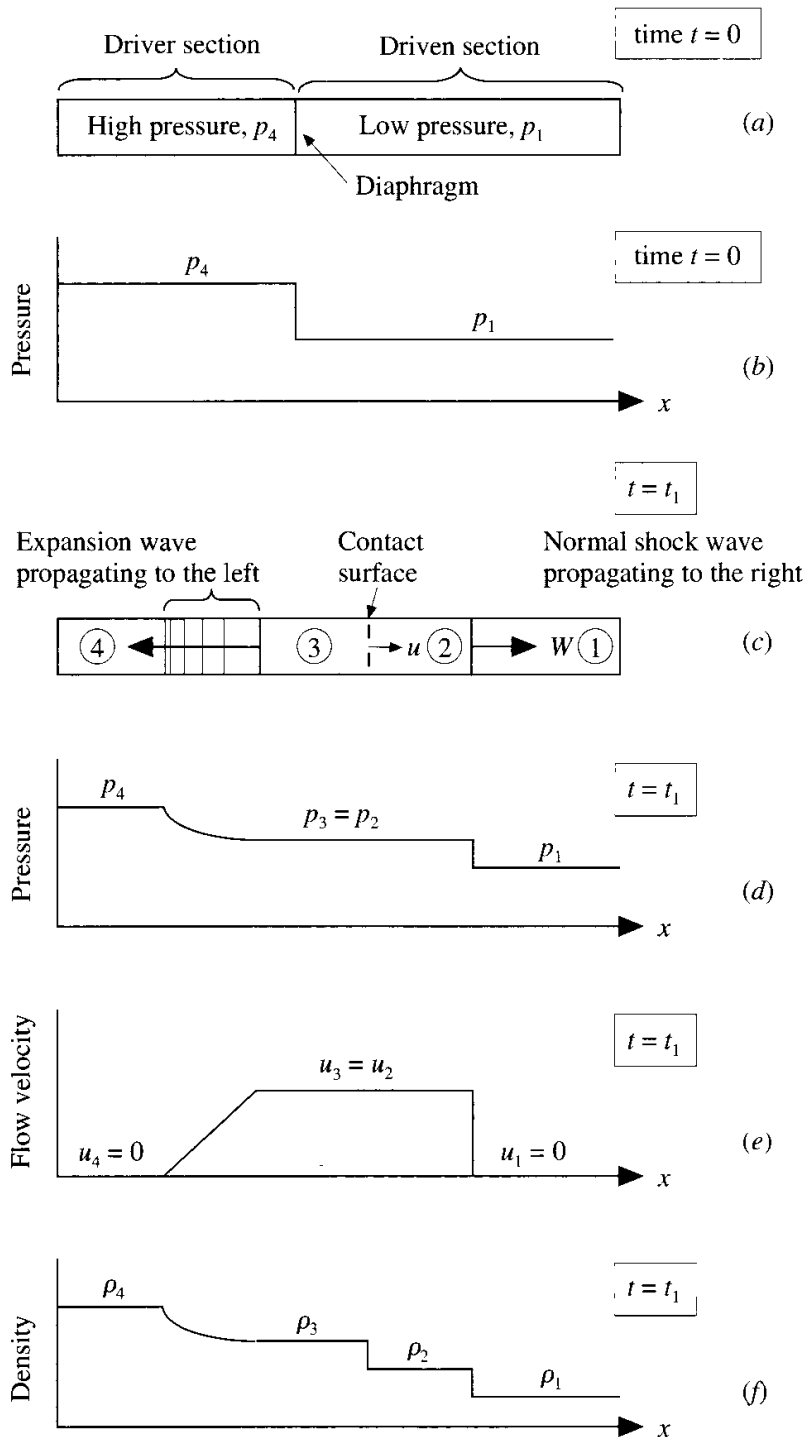 Driver section
Driven section
time t = 0
High pressure, p₄
Low pressure, p₁
(a)
Diaphragm
time t = 0
Pressure
p₄
p₁
(b)
x
t = t₁
Expansion wave
propagating to the left
Contact
surface
Normal shock wave
propagating to the right
4
3
u
2
W
1
(c)
t = t₁
Pressure
p₄
p₃ = p₂
p₁
(d)
x
t = t₁
Flow velocity
u₃ = u₂
u₄ = 0
u₁ = 0
(e)
x
t = t₁
Density
ρ₄
ρ₃
ρ₂
ρ₁
(f)
x